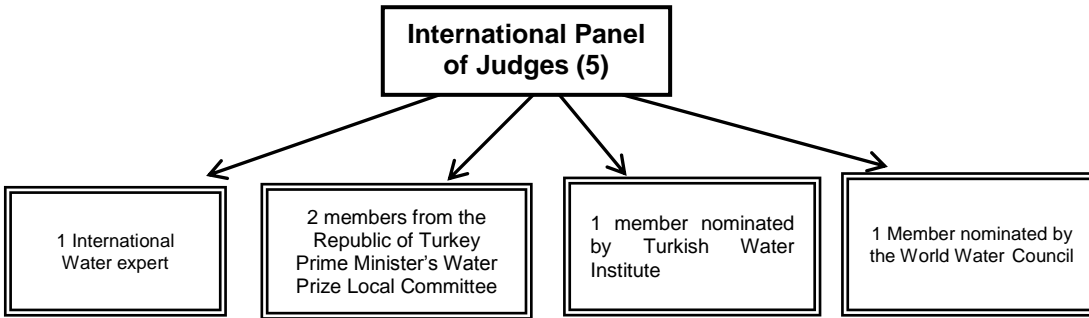 International Panel
of Judges (5)
1 International
Water expert
2 members from the
Republic of Turkey
Prime Minister’s Water
Prize Local Committee
1 member nominated
by Turkish Water
Institute
1 Member nominated by
the World Water Council